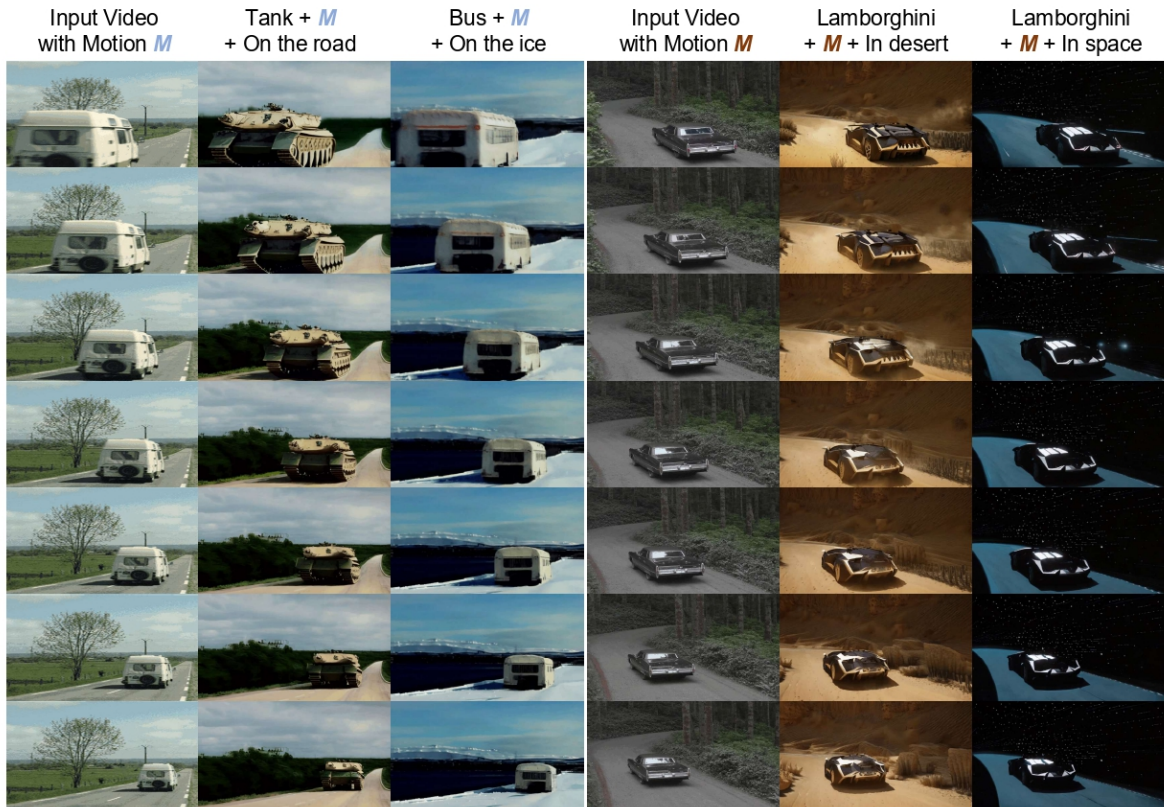 Input Video
with Motion M
Tank + M
+ On the road
Bus + M
+ On the ice
Input Video
with Motion M
Lamborghini
+ M + In desert
Lamborghini
+ M + In space